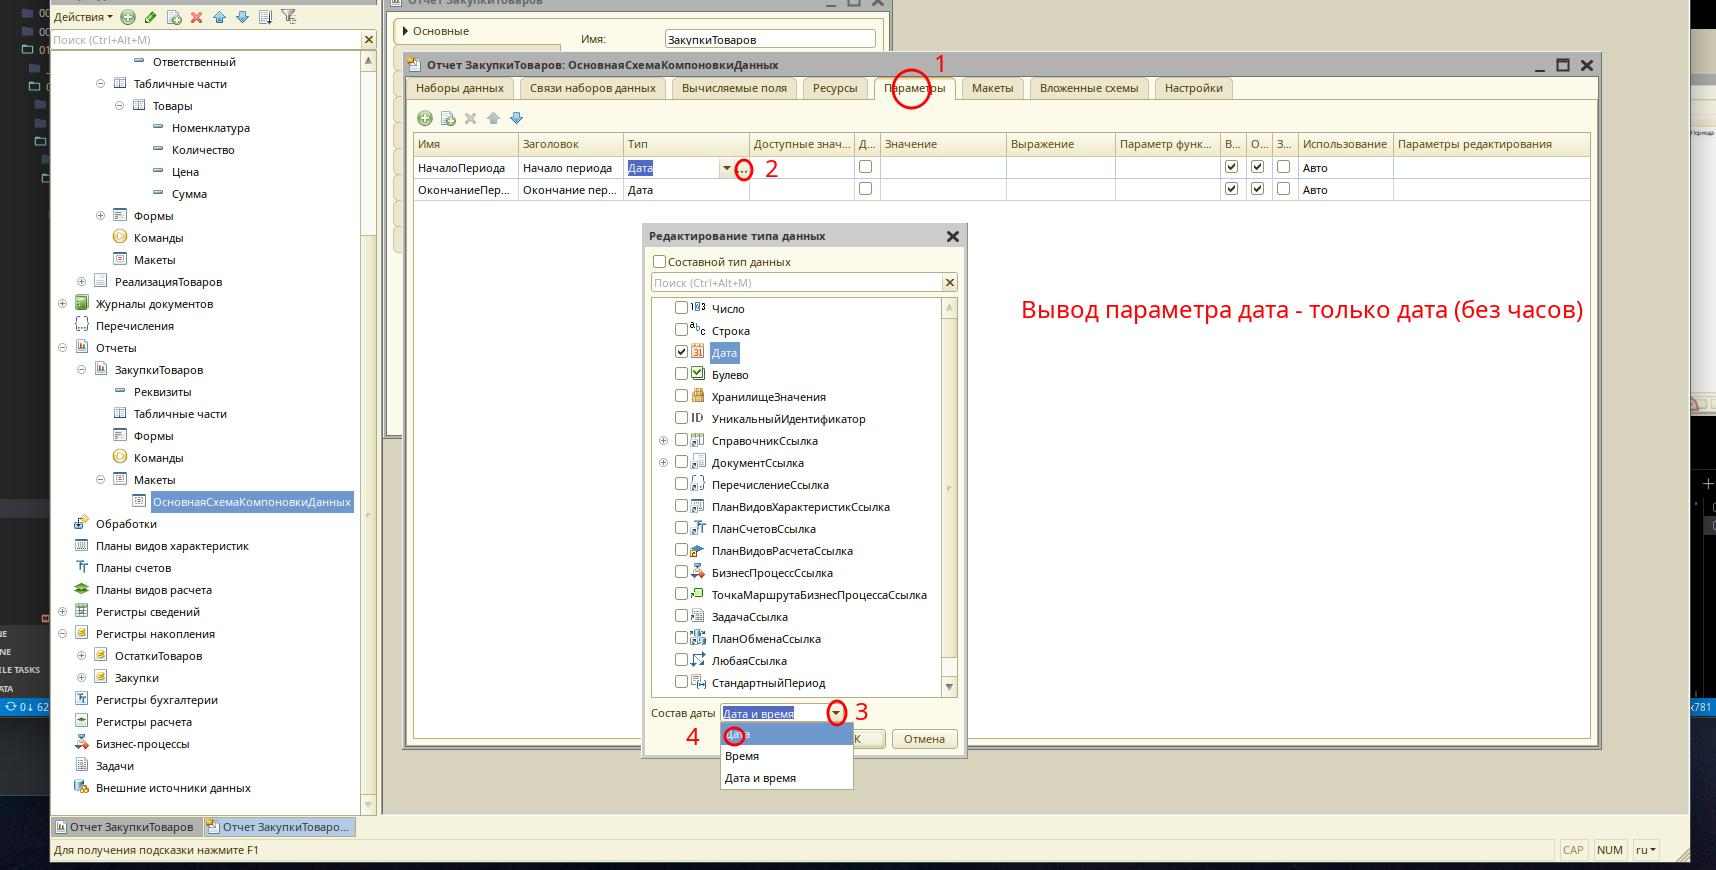 Отчет ЗакупкиТоваров
Действия
Поиск (Ctrl+Alt+M)
Ответственный
Табличные части
Товары
Номенклатура
Количество
Цена
Сумма
Формы
Команды
Макеты
РеализацияТоваров
Журналы документов
Перечисления
Отчеты
ЗакупкиТоваров
Реквизиты
Табличные части
Формы
Команды
Макеты
ОсновнаяСхемаКомпоновкиДанных
Обработки
Планы видов характеристик
Планы счетов
Планы видов расчета
Регистры сведений
Регистры накопления
ОстаткиТоваров
Закупки
Регистры бухгалтерии
Регистры расчета
Бизнес-процессы
Задачи
Внешние источники данных
Основные
Имя: ЗакупкиТоваров
Отчет ЗакупкиТоваров: ОсновнаяСхемаКомпоновкиДанных
1
Наборы данных Связи наборов данных Вычисляемые поля Ресурсы Параметры Макеты Вложенные схемы Настройки
Имя Заголовок Тип Доступные знач... Д... Значение Выражение Параметр функ... В... О... З... Использование Параметры редактирования
НачалоПериода Начало периода Дата ... 2 Авто
ОкончаниеПер... Окончание пер... Дата Авто
Редактирование типа данных
Составной тип данных
Поиск (Ctrl+Alt+M)
Число
Строка
Дата
Булево
ХранилищеЗначения
УникальныйИдентификатор
СправочникСсылка
ДокументСсылка
ПеречислениеСсылка
ПланВидовХарактеристикСсылка
ПланСчетовСсылка
ПланВидовРасчетаСсылка
БизнесПроцессСсылка
ТочкаМаршрутаБизнесПроцессаСсылка
ЗадачаСсылка
ПланОбменаСсылка
ЛюбаяСсылка
СтандартныйПериод
Состав даты Дата и время 3
4 Дата
Время
Дата и время
Отмена
Вывод параметра дата - только дата (без часов)
Отчет ЗакупкиТоваров Отчет ЗакупкиТоваро...
Для получения подсказки нажмите F1
CAP NUM ru